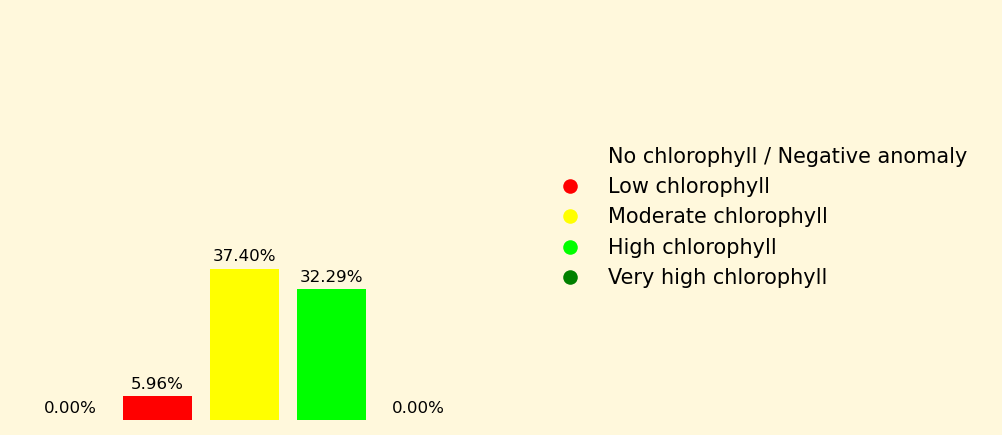 37.40%
32.29%
5.96%
0.00%
0.00%
No chlorophyll / Negative anomaly
Low chlorophyll
Moderate chlorophyll
High chlorophyll
Very high chlorophyll